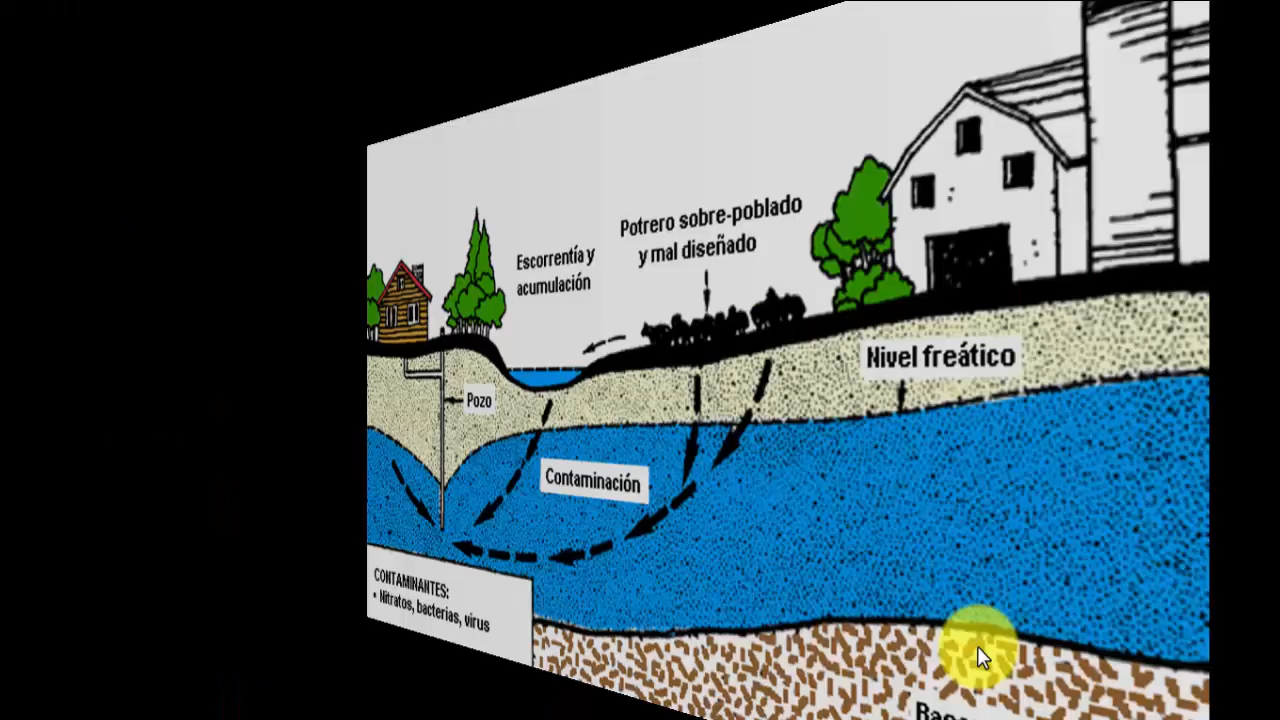 Potrero sobre-poblado
y mal diseñado
Escorrentía y
acumulación
Nivel freático
Pozo
Contaminación
CONTAMINANTES:
• Nitratos, bacterias, virus